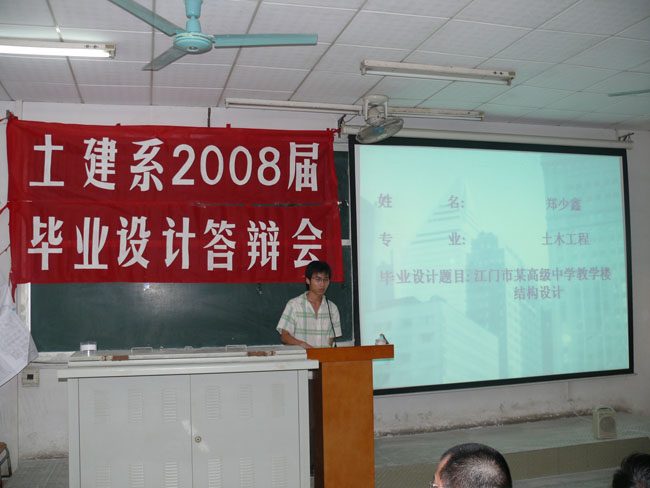 土建系2008届
毕业设计答辩会
姓 名: 郑少鑫
专 业: 土木工程
毕业设计题目: 江门市某高级中学教学楼
结构设计